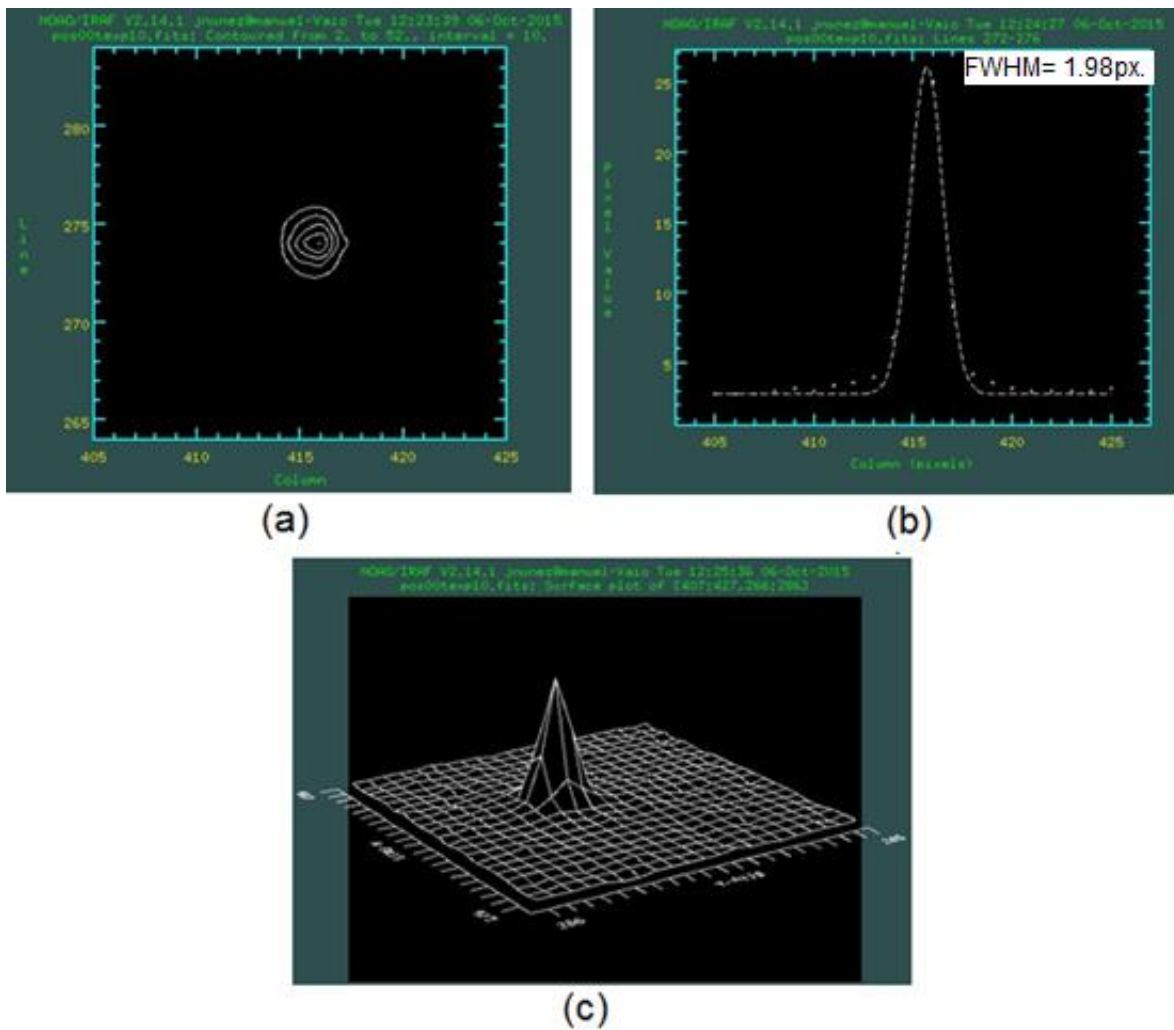 NOAO/IRAF V2.14.1 jnunez@manuel-Vaio Tue 12:23:39 06-Oct-2015
pos00texp10.fits: Contoured from 2. to 52., interval = 10.
280
275
270
265
Line
405 410 415 420 425
Column
(a)
NOAO/IRAF V2.14.1 jnunez@manuel-Vaio Tue 12:24:27 06-Oct-2015
pos00texp10.fits: Lines 272-276
FWHM= 1.98px.
25
20
15
10
5
Pixel Value
405 410 415 420 425
Column (pixels)
(b)
NOAO/IRAF V2.14.1 jnunez@manuel-Vaio Tue 12:25:36 06-Oct-2015
pos00texp10.fits: Surface plot of [407:427,266:286]
(c)